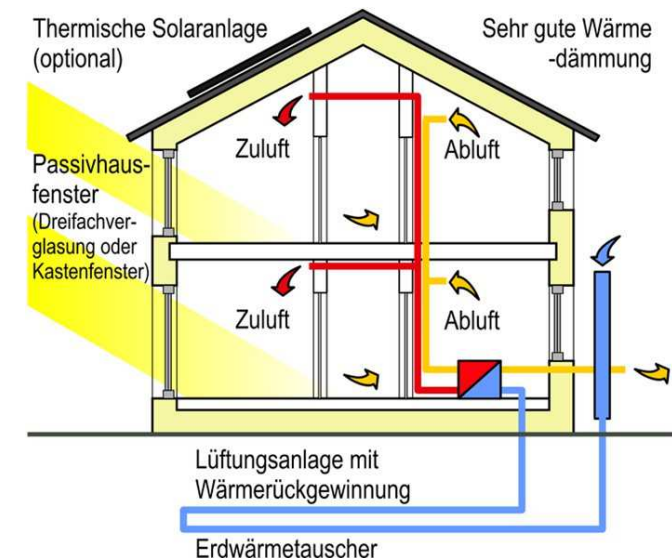 Thermische Solaranlage
(optional)
Sehr gute Wärme
-dämmung
Zuluft
Abluft
Passivhaus-
fenster
(Dreifachver-
glasung oder
Kastenfenster)
Zuluft
Abluft
Lüftungsanlage mit
Wärmerückgewinnung
Erdwärmetauscher